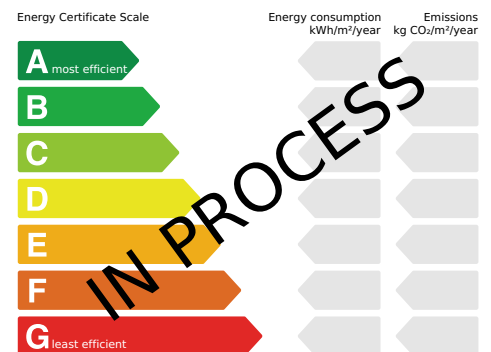 Energy Certificate Scale
Energy consumption
kWh/m²/year
Emissions
kg CO₂/m²/year
A most efficient
B
C
D
E
F
G least efficient
IN PROCESS